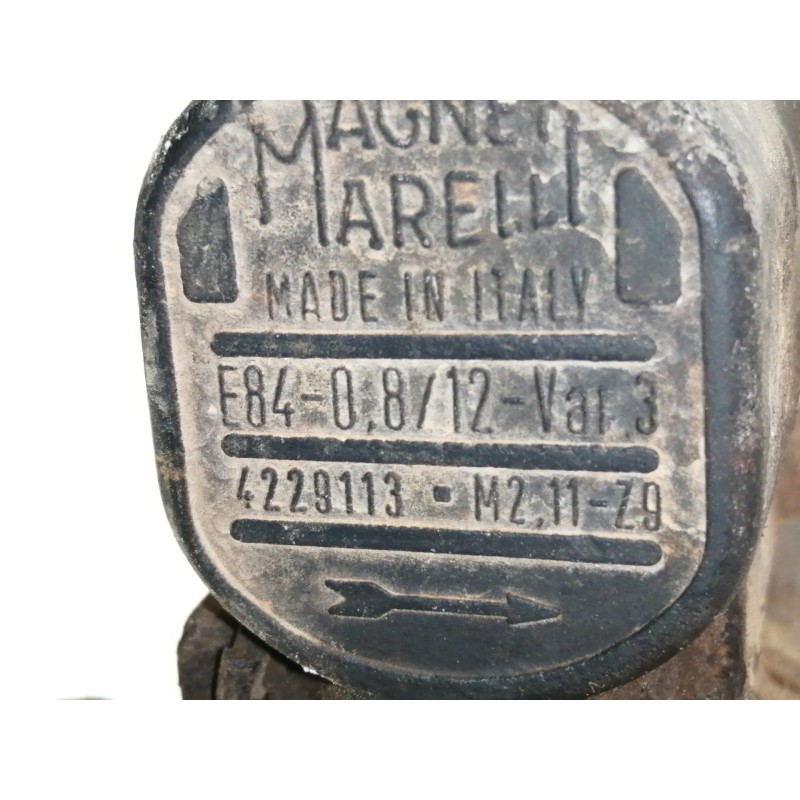 MAGNETI
MARELLI
MADE IN ITALY
E84-0,8/12-Var.3
4229113 · M2,11-Z9